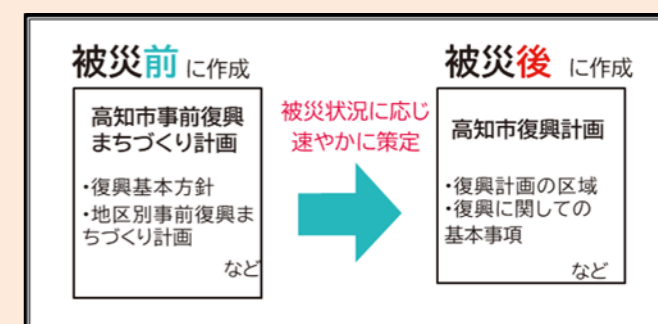 被災前 に作成
高知市事前復興
まちづくり計画
・復興基本方針
・地区別事前復興ま
ちづくり計画
など
被災状況に応じ
速やかに策定
被災後 に作成
高知市復興計画
・復興計画の区域
・復興に関しての
基本事項
など